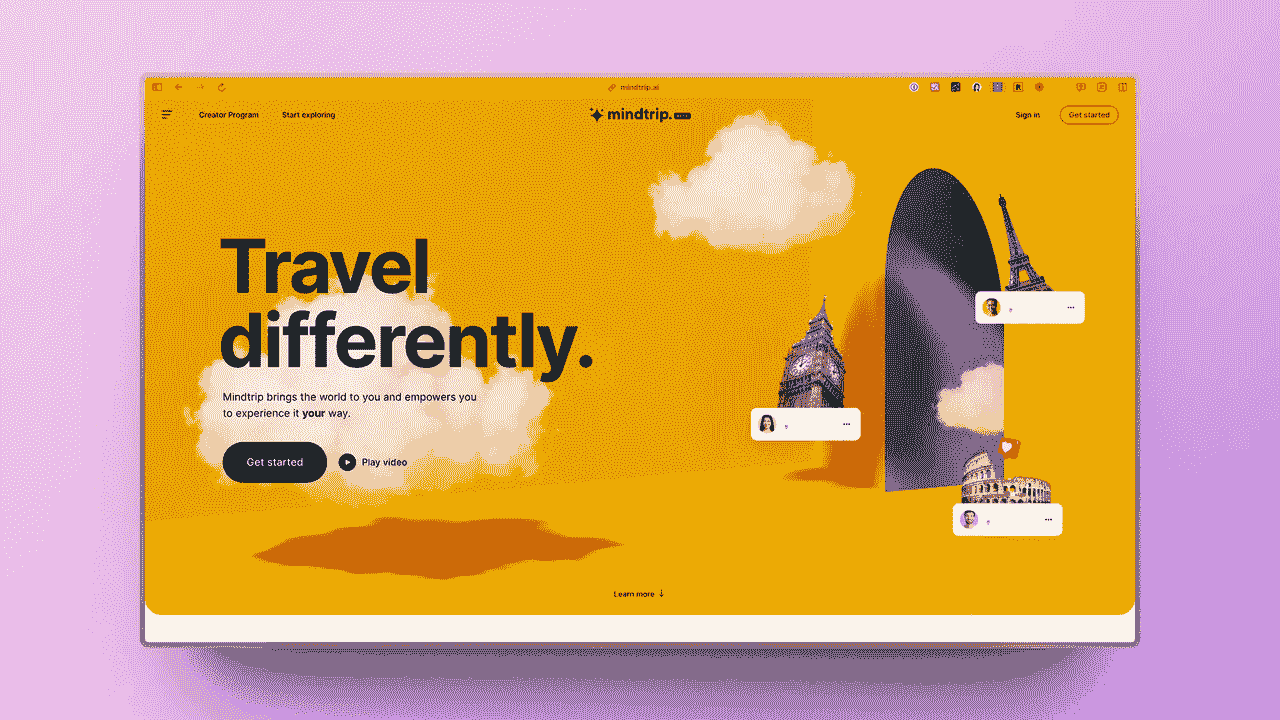 mindtrip.ai
Creator Program Start exploring
mindtrip. BETA
Sign in Get started
Travel
differently.
Mindtrip brings the world to you and empowers you
to experience it your way.
Get started
Play video
Learn more ↓